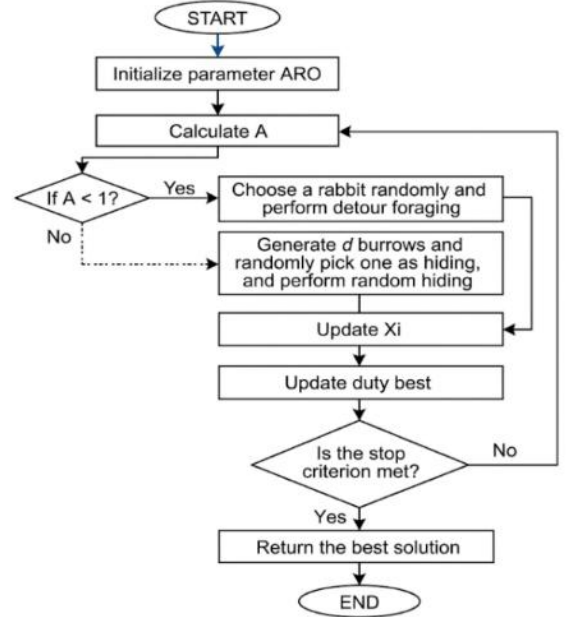 START
Initialize parameter ARO
Calculate A
If A < 1?
Yes
Choose a rabbit randomly and
perform detour foraging
No
Generate d burrows and
randomly pick one as hiding,
and perform random hiding
Update Xi
Update duty best
Is the stop
criterion met?
No
Yes
Return the best solution
END